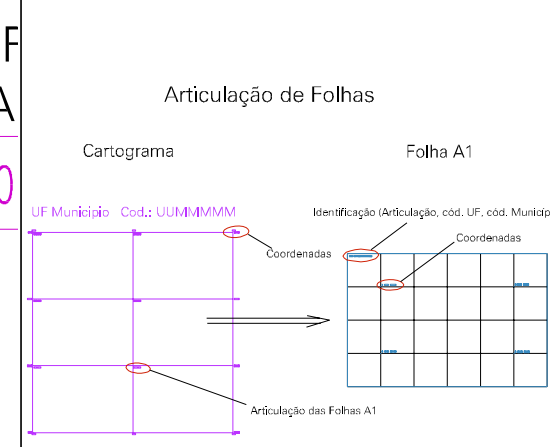 F
A
0
Articulação de Folhas
Cartograma
Folha A1
UF Municipio Cod.: UUMMMMM
Identificação (Articulação, cód. UF, cód. Municíp
Coordenadas
Coordenadas
Articulação das Folhas A1